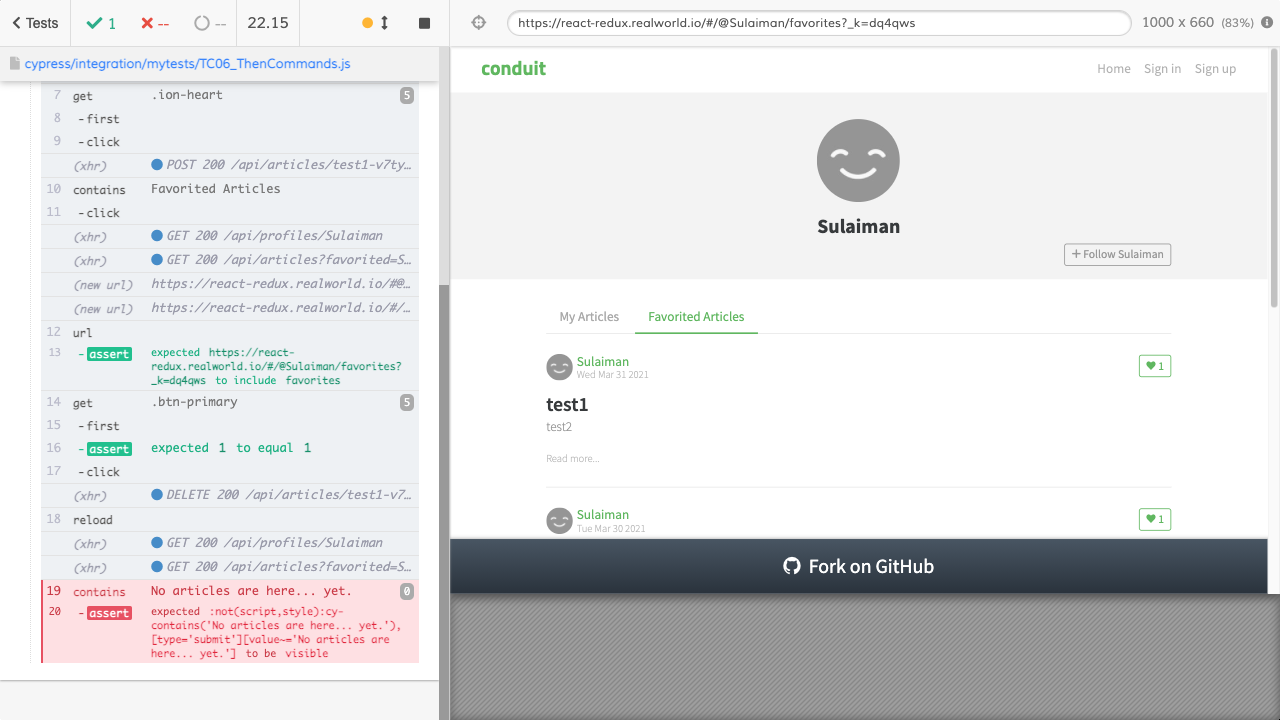 Tests
1
--
--
22.15
cypress/integration/mytests/TC06_ThenCommands.js
7 get .ion-heart 5
8 - first
9 - click
(xhr) POST 200 /api/articles/test1-v7ty…
10 contains Favorited Articles
11 - click
(xhr) GET 200 /api/profiles/Sulaiman
(xhr) GET 200 /api/articles?favorited=S…
(new url) https://react-redux.realworld.io/#@…
(new url) https://react-redux.realworld.io/#/…
12 url
13 - assert expected https://react-
redux.realworld.io/#/@Sulaiman/favorites?
_k=dq4qws to include favorites
14 get .btn-primary 5
15 - first
16 - assert expected 1 to equal 1
17 - click
(xhr) DELETE 200 /api/articles/test1-v7…
18 reload
(xhr) GET 200 /api/profiles/Sulaiman
(xhr) GET 200 /api/articles?favorited=S…
19 contains No articles are here... yet. 0
20 - assert expected :not(script,style):cy-
contains('No articles are here... yet.'),
[type='submit'][value~='No articles are
here... yet.'] to be visible
https://react-redux.realworld.io/#/@Sulaiman/favorites?_k=dq4qws
1000 x 660 (83%)
conduit
Home Sign in Sign up
Sulaiman
+ Follow Sulaiman
My Articles Favorited Articles
Sulaiman
Wed Mar 31 2021
1
test1
test2
Read more...
Sulaiman
Tue Mar 30 2021
1
Fork on GitHub